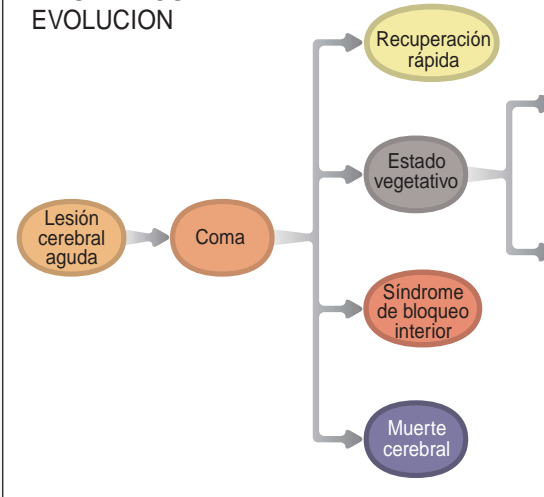 EVOLUCION
Recuperación
rápida
Estado
vegetativo
Lesión
cerebral
aguda
Coma
Síndrome
de bloqueo
interior
Muerte
cerebral